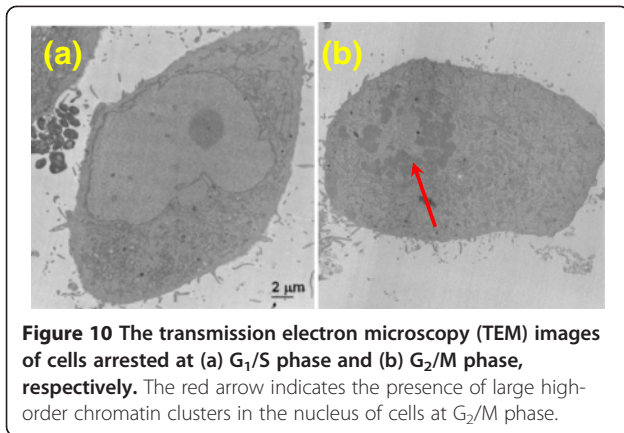 (a)
(b)
2 μm
Figure 10 The transmission electron microscopy (TEM) images
of cells arrested at (a) G₁/S phase and (b) G₂/M phase,
respectively. The red arrow indicates the presence of large high-
order chromatin clusters in the nucleus of cells at G₂/M phase.